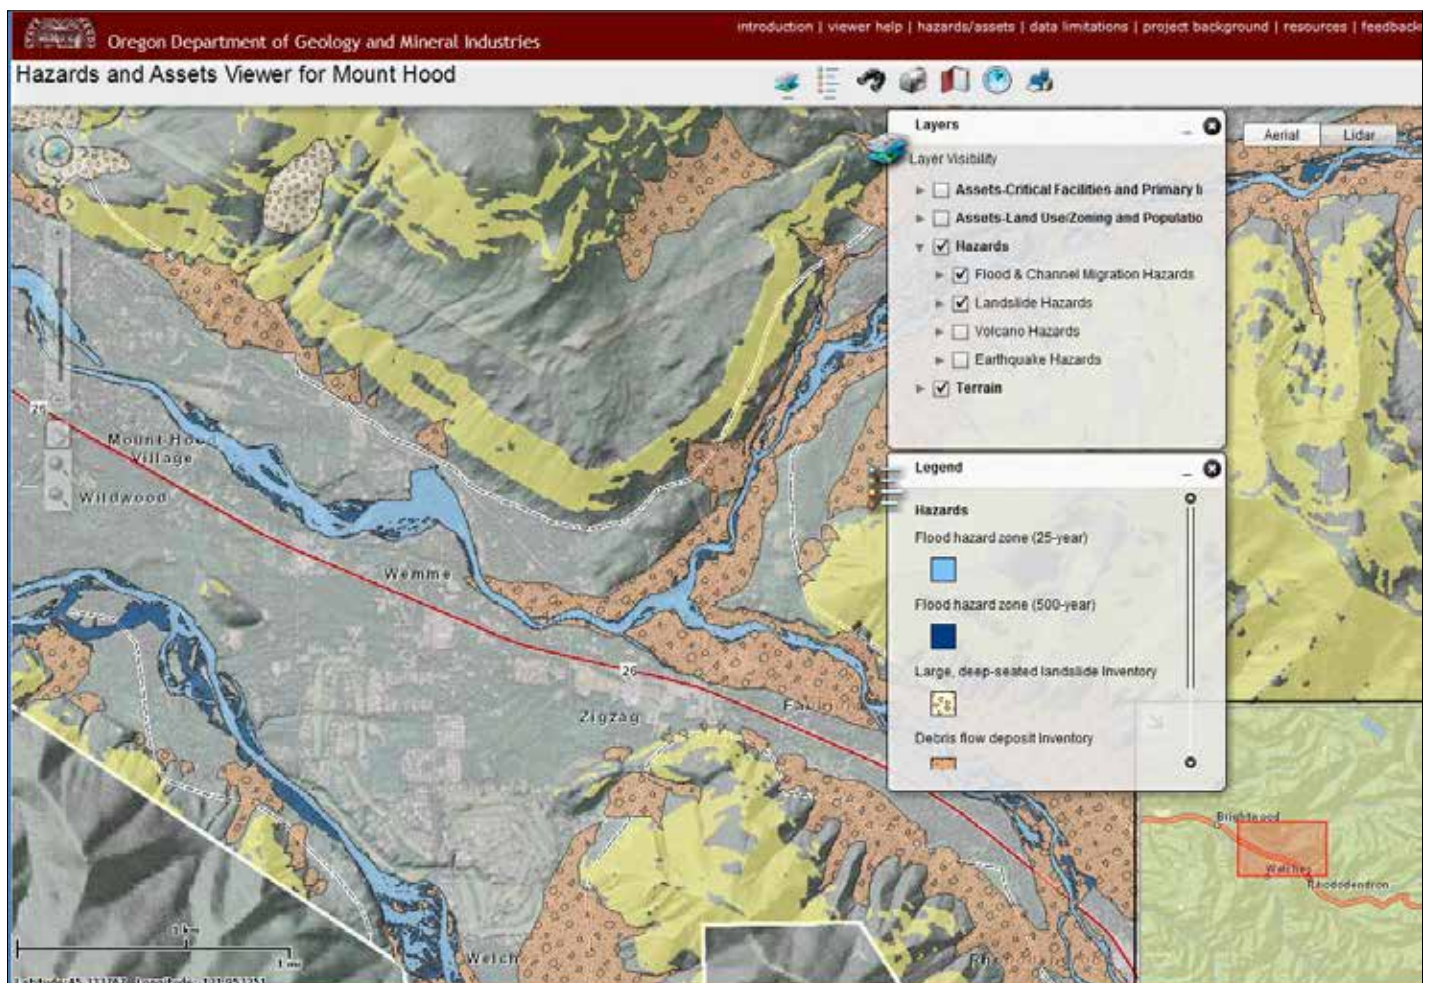 Oregon Department of Geology and Mineral Industries
introduction | viewer help | hazards/assets | data limitations | project background | resources | feedback
Hazards and Assets Viewer for Mount Hood
Layers
Aerial
Lidar
Layer Visibility
Assets-Critical Facilities and Primary I
Assets-Land Use/Zoning and Populatio
Hazards
Flood & Channel Migration Hazards
Landslide Hazards
Volcano Hazards
Earthquake Hazards
Terrain
26
Mount Hood
Village
Wildwood
Wemme
26
Zigzag
Welch
Legend
Hazards
Flood hazard zone (25-year)
Flood hazard zone (500-year)
Large, deep-seated landslide Inventory
Debris flow deposit Inventory
Brightwood
Welches
Rhododendron
1 km
1 mi